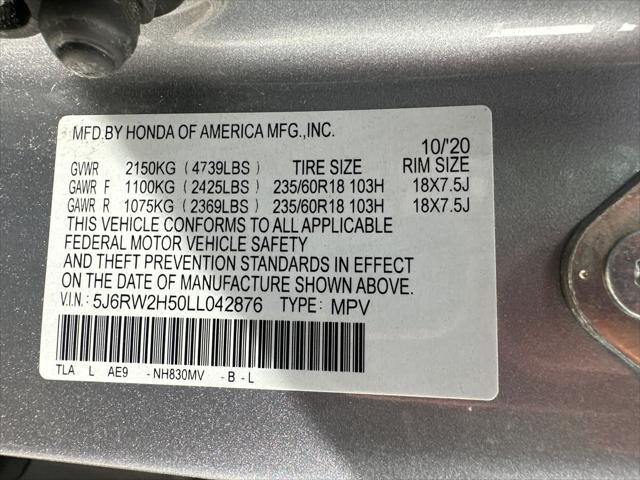 MFD.BY HONDA OF AMERICA MFG.,INC.
10/'20
GVWR 2150KG (4739LBS) TIRE SIZE RIM SIZE
GAWR F 1100KG (2425LBS) 235/60R18 103H 18X7.5J
GAWR R 1075KG (2369LBS) 235/60R18 103H 18X7.5J
THIS VEHICLE CONFORMS TO ALL APPLICABLE
FEDERAL MOTOR VEHICLE SAFETY
AND THEFT PREVENTION STANDARDS IN EFFECT
ON THE DATE OF MANUFACTURE SHOWN ABOVE.
V.I.N.: 5J6RW2H50LL042876 TYPE: MPV
TLA L AE9 -NH830MV -B-L